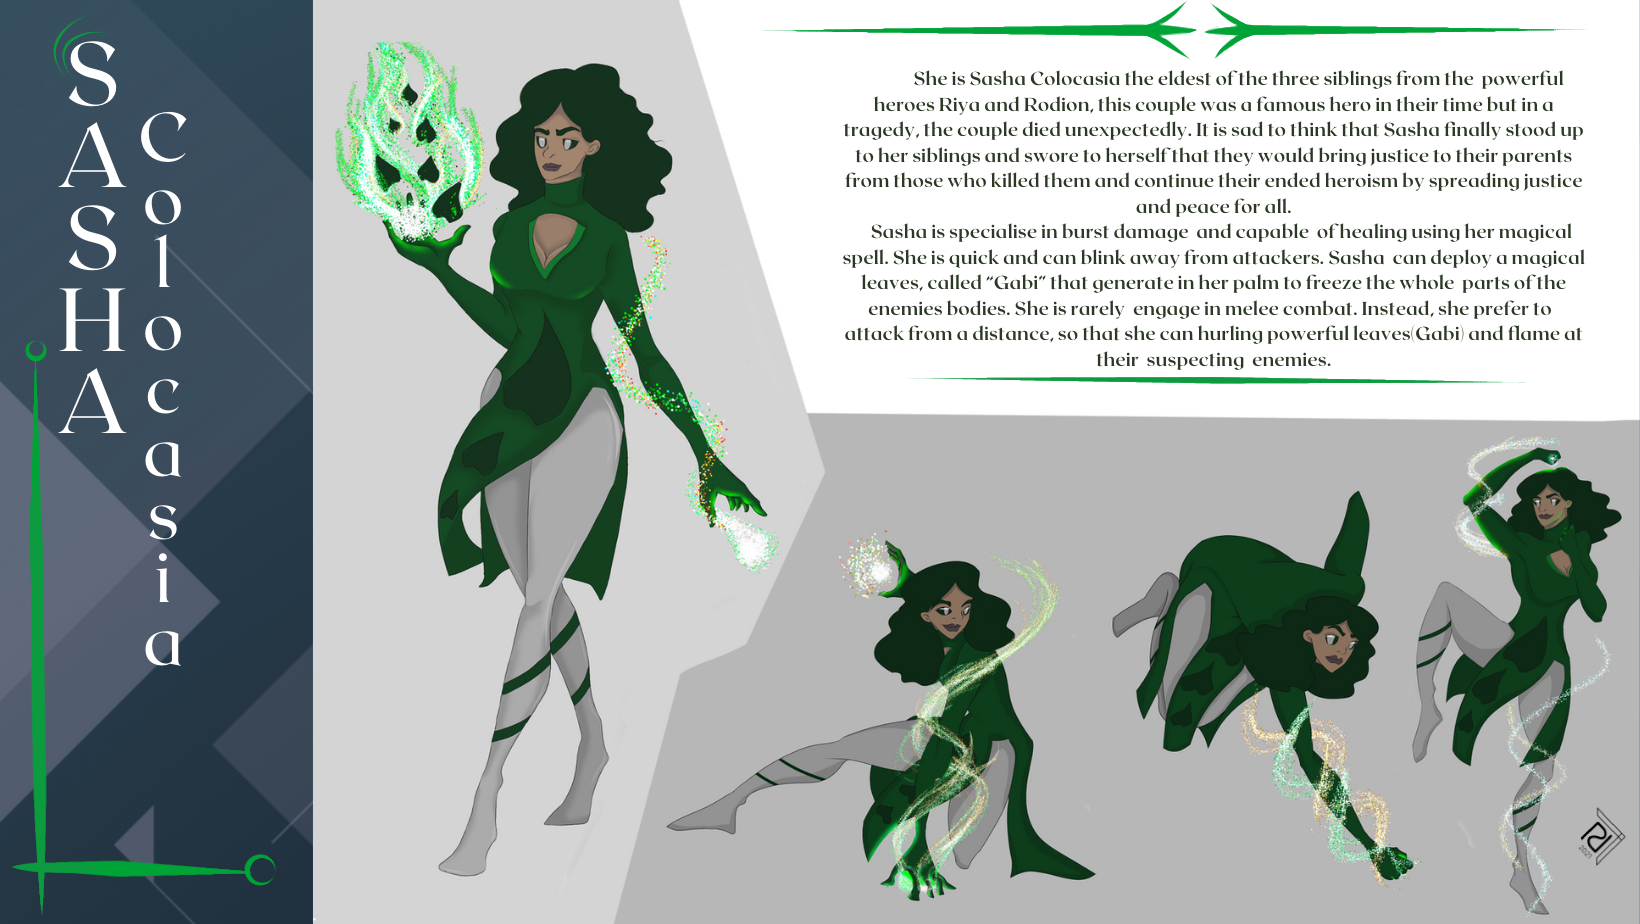 SASHA
Colocasia
She is Sasha Colocasia the eldest of the three siblings from the powerful
heroes Riya and Rodion, this couple was a famous hero in their time but in a
tragedy, the couple died unexpectedly. It is sad to think that Sasha finally stood up
to her siblings and swore to herself that they would bring justice to their parents
from those who killed them and continue their ended heroism by spreading justice
and peace for all.
Sasha is specialise in burst damage and capable of healing using her magical
spell. She is quick and can blink away from attackers. Sasha can deploy a magical
leaves, called “Gabi” that generate in her palm to freeze the whole parts of the
enemies bodies. She is rarely engage in melee combat. Instead, she prefer to
attack from a distance, so that she can hurling powerful leaves(Gabi) and flame at
their suspecting enemies.
2021